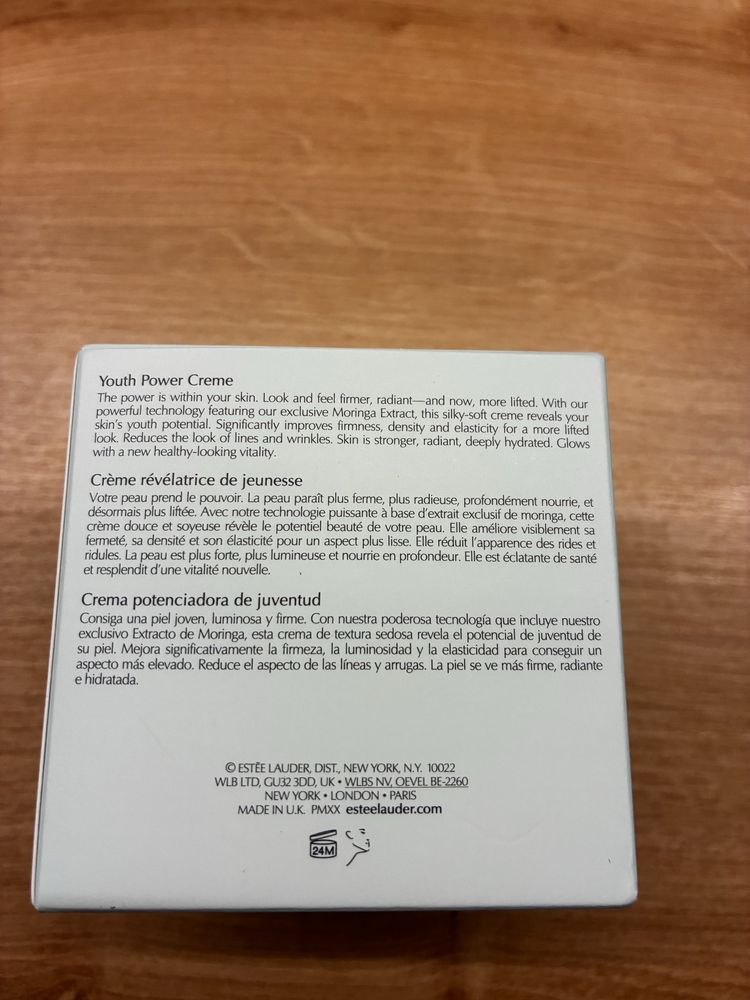 Youth Power Creme
The power is within your skin. Look and feel firmer, radiant—and now, more lifted. With our
powerful technology featuring our exclusive Moringa Extract, this silky-soft creme reveals your
skin's youth potential. Significantly improves firmness, density and elasticity for a more lifted
look. Reduces the look of lines and wrinkles. Skin is stronger, radiant, deeply hydrated. Glows
with a new healthy-looking vitality.
Crème révélatrice de jeunesse
Votre peau prend le pouvoir. La peau paraît plus ferme, plus radieuse, profondément nourrie, et
désormais plus liftée. Avec notre technologie puissante à base d'extrait exclusif de moringa, cette
crème douce et soyeuse révèle le potentiel beauté de votre peau. Elle améliore visiblement sa
fermeté, sa densité et son élasticité pour un aspect plus lisse. Elle réduit l'apparence des rides et
ridules. La peau est plus forte, plus lumineuse et nourrie en profondeur. Elle est éclatante de santé
et resplendit d'une vitalité nouvelle.
Crema potenciadora de juventud
Consiga una piel joven, luminosa y firme. Con nuestra poderosa tecnología que incluye nuestro
exclusivo Extracto de Moringa, esta crema de textura sedosa revela el potencial de juventud de
su piel. Mejora significativamente la firmeza, la luminosidad y la elasticidad para conseguir un
aspecto más elevado. Reduce el aspecto de las líneas y arrugas. La piel se ve más firme, radiante
e hidratada.
© ESTĒE LAUDER, DIST., NEW YORK, N.Y. 10022
WLB LTD, GU32 3DD, UK • WLBS NV, OEVEL BE-2260
NEW YORK • LONDON • PARIS
MADE IN U.K. PMXX esteelauder.com
24M